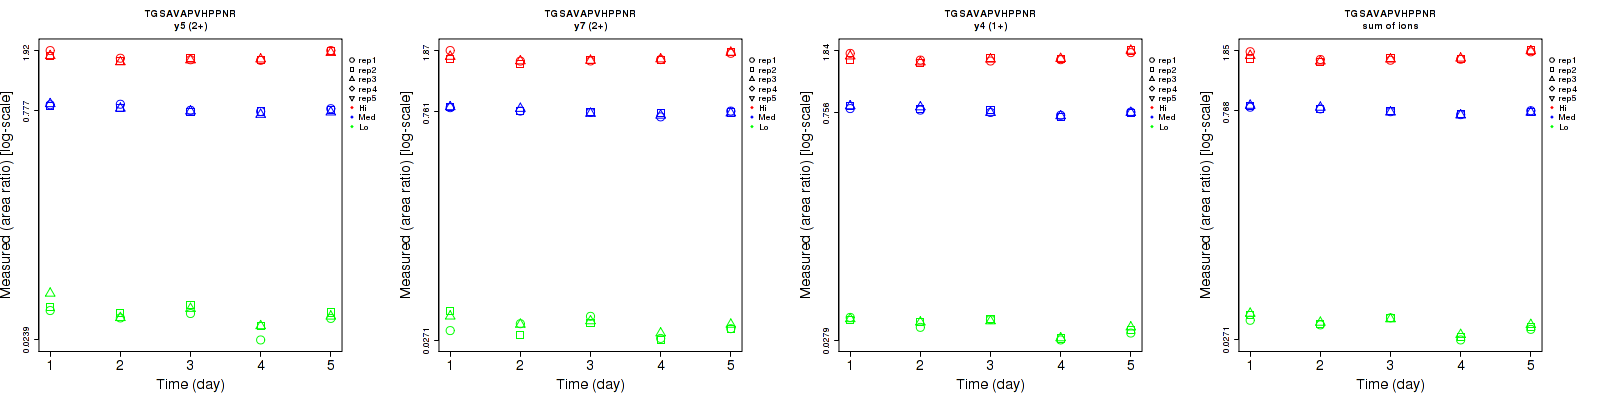 TGSAVAPVHPPNR
y5 (2+)
Measured (area ratio) [log-scale]
1.92
0.777
0.0239
1 2 3 4 5
Time (day)
rep1
rep2
rep3
rep4
rep5
Hi
Med
Lo
TGSAVAPVHPPNR
y7 (2+)
Measured (area ratio) [log-scale]
1.87
0.761
0.0271
1 2 3 4 5
Time (day)
rep1
rep2
rep3
rep4
rep5
Hi
Med
Lo
TGSAVAPVHPPNR
y4 (1+)
Measured (area ratio) [log-scale]
1.84
0.756
0.0279
1 2 3 4 5
Time (day)
rep1
rep2
rep3
rep4
rep5
Hi
Med
Lo
TGSAVAPVHPPNR
sum of ions
Measured (area ratio) [log-scale]
1.85
0.768
0.0271
1 2 3 4 5
Time (day)
rep1
rep2
rep3
rep4
rep5
Hi
Med
Lo